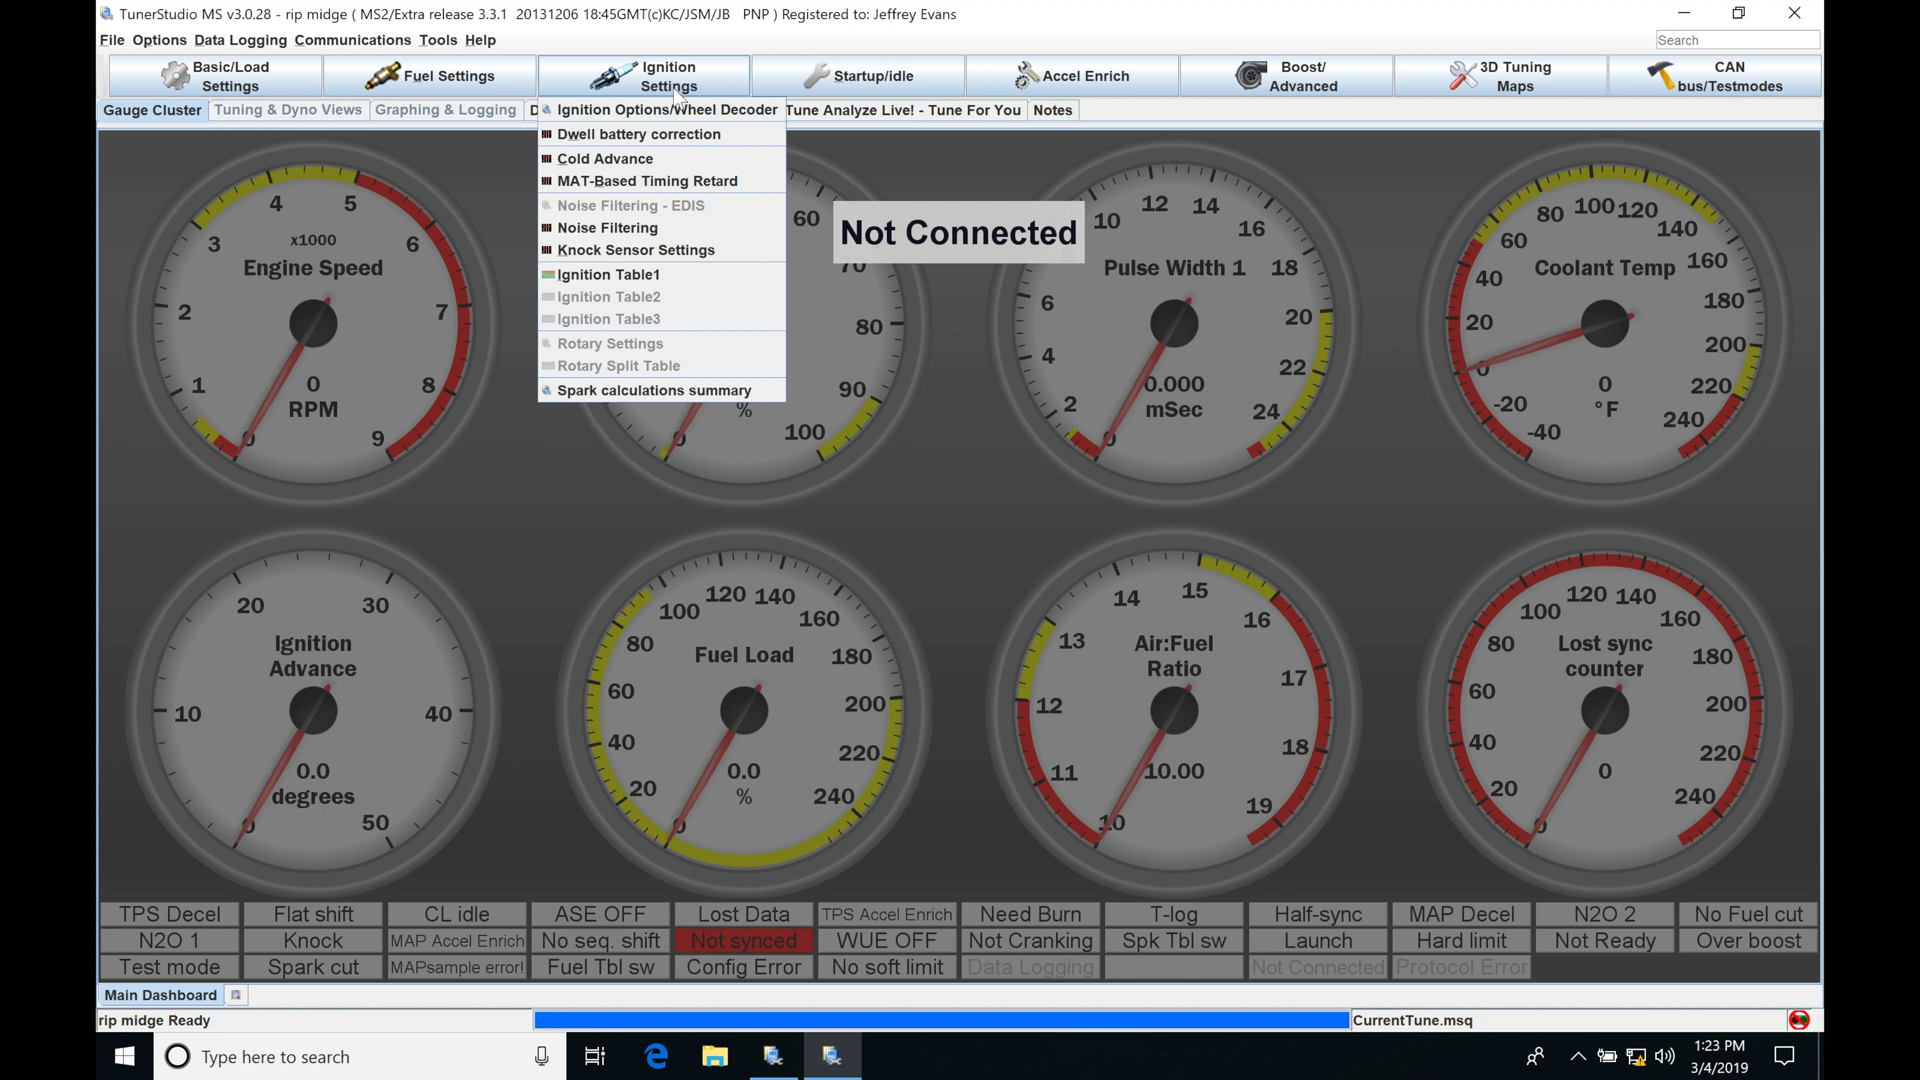 TunerStudio MS v3.0.28 - rip midge ( MS2/Extra release 3.3.1  20131206 18:45GMT(c)KC/JSM/JB   PNP ) Registered to: Jeffrey Evans
File Options Data Logging Communications Tools Help
Search
Basic/Load
Settings
Fuel Settings
Ignition
Settings
Startup/idle
Accel Enrich
Boost/
Advanced
3D Tuning
Maps
CAN
bus/Testmodes
Gauge Cluster
Tuning & Dyno Views
Graphing & Logging
Tune Analyze Live! - Tune For You
Notes
Ignition Options/Wheel Decoder
Dwell battery correction
Cold Advance
MAT-Based Timing Retard
Noise Filtering - EDIS
Noise Filtering
Knock Sensor Settings
Ignition Table1
Ignition Table2
Ignition Table3
Rotary Settings
Rotary Split Table
Spark calculations summary
Not Connected
0 1 2 3 4 5 6 7 8 9
x1000
Engine Speed
0
RPM
0 60 70 80 90 100
%
0 2 4 6 8 10 12 14 16 18 20 22 24
Pulse Width 1
0.000
mSec
-40 -20 0 20 40 60 80 100 120 140 160 180 200 220 240
Coolant Temp
0
°F
0 10 20 30 40 50
Ignition
Advance
0.0
degrees
0 20 40 60 80 100 120 140 160 180 200 220 240
Fuel Load
0.0
%
10 11 12 13 14 15 16 17 18 19
Air:Fuel
Ratio
10.00
0 20 40 60 80 100 120 140 160 180 200 220 240
Lost sync
counter
0
TPS Decel Flat shift CL idle ASE OFF Lost Data TPS Accel Enrich Need Burn T-log Half-sync MAP Decel N2O 2 No Fuel cut
N2O 1 Knock MAP Accel Enrich No seq. shift Not synced WUE OFF Not Cranking Spk Tbl sw Launch Hard limit Not Ready Over boost
Test mode Spark cut MAPsample error! Fuel Tbl sw Config Error No soft limit Data Logging Not Connected Protocol Error
Main Dashboard
rip midge Ready
CurrentTune.msq
Type here to search
1:23 PM
3/4/2019